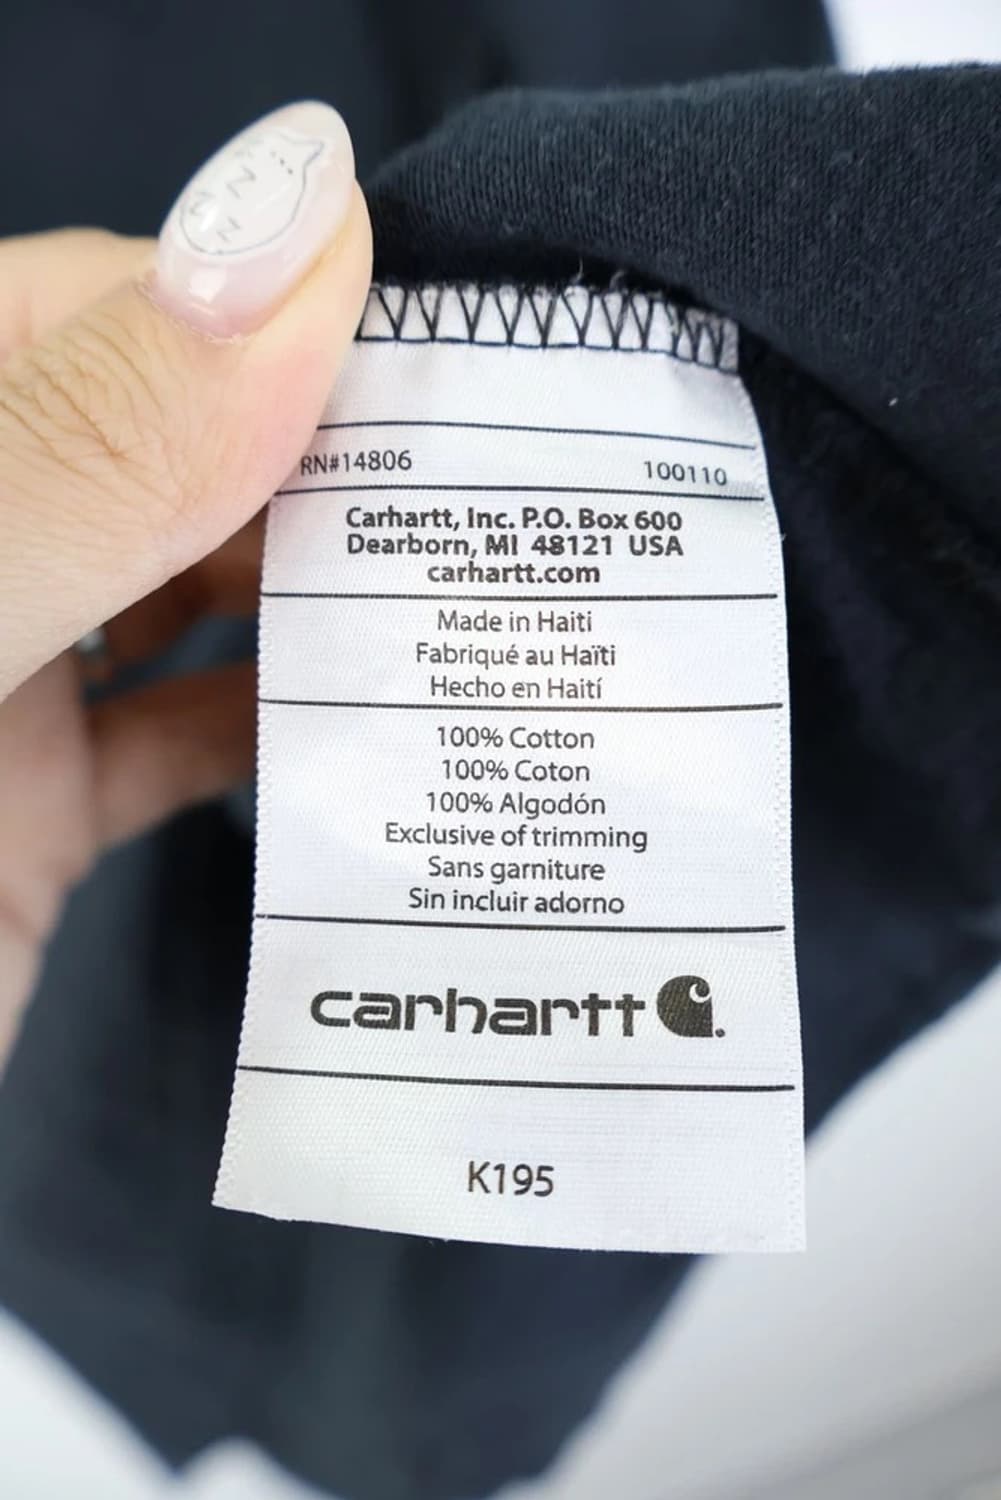 RN#14806 100110
Carhartt, Inc. P.O. Box 600
Dearborn, MI 48121 USA
carhartt.com
Made in Haiti
Fabriqué au Haïti
Hecho en Haití
100% Cotton
100% Coton
100% Algodón
Exclusive of trimming
Sans garniture
Sin incluir adorno
carhartt
K195